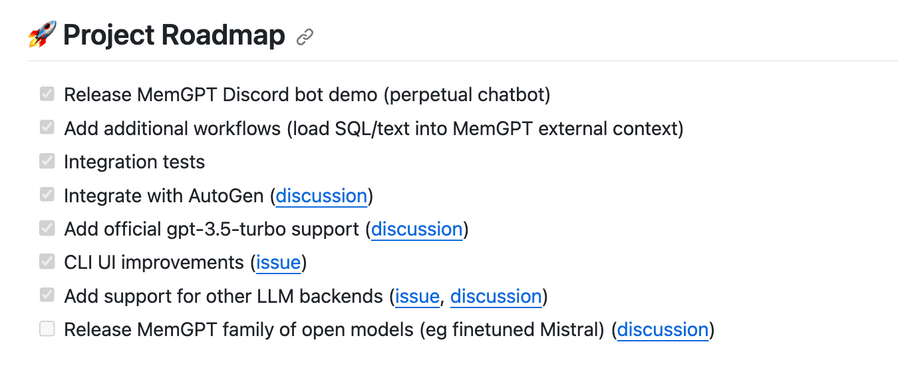 🚀 Project Roadmap
Release MemGPT Discord bot demo (perpetual chatbot)
Add additional workflows (load SQL/text into MemGPT external context)
Integration tests
Integrate with AutoGen (discussion)
Add official gpt-3.5-turbo support (discussion)
CLI UI improvements (issue)
Add support for other LLM backends (issue, discussion)
Release MemGPT family of open models (eg finetuned Mistral) (discussion)